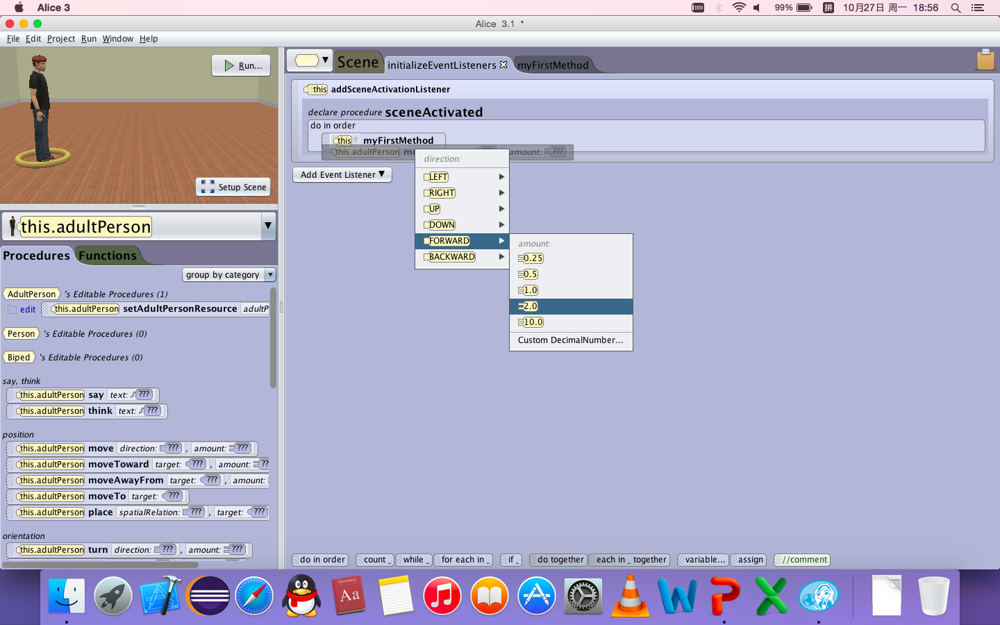 Alice 3
99%
拼
10月27日 周一 18:56
Alice 3.1 *
File Edit Project Run Window Help
Run...
Setup Scene
Scene
initializeEventListeners
myFirstMethod
this addSceneActivationListener
declare procedure sceneActivated
do in order
this myFirstMethod
this.adultPerson amount: ???
Add Event Listener
direction:
LEFT
RIGHT
UP
DOWN
FORWARD
BACKWARD
amount:
0.25
0.5
1.0
2.0
10.0
Custom DecimalNumber...
this.adultPerson
Procedures
Functions
group by category
AdultPerson 's Editable Procedures (1)
edit this.adultPerson setAdultPersonResource adultP
Person 's Editable Procedures (0)
Biped 's Editable Procedures (0)
say, think
this.adultPerson say text: ???
this.adultPerson think text: ???
position
this.adultPerson move direction: ??? , amount: ???
this.adultPerson moveToward target: ??? , amount: ??
this.adultPerson moveAwayFrom target: ??? , amount:
this.adultPerson moveTo target: ???
this.adultPerson place spatialRelation: ??? , target: ???
orientation
this.adultPerson turn direction: ??? , amount: ???
do in order
count
while
for each in
if
do together
each in together
variable...
assign
//comment
Dictionary
Aa